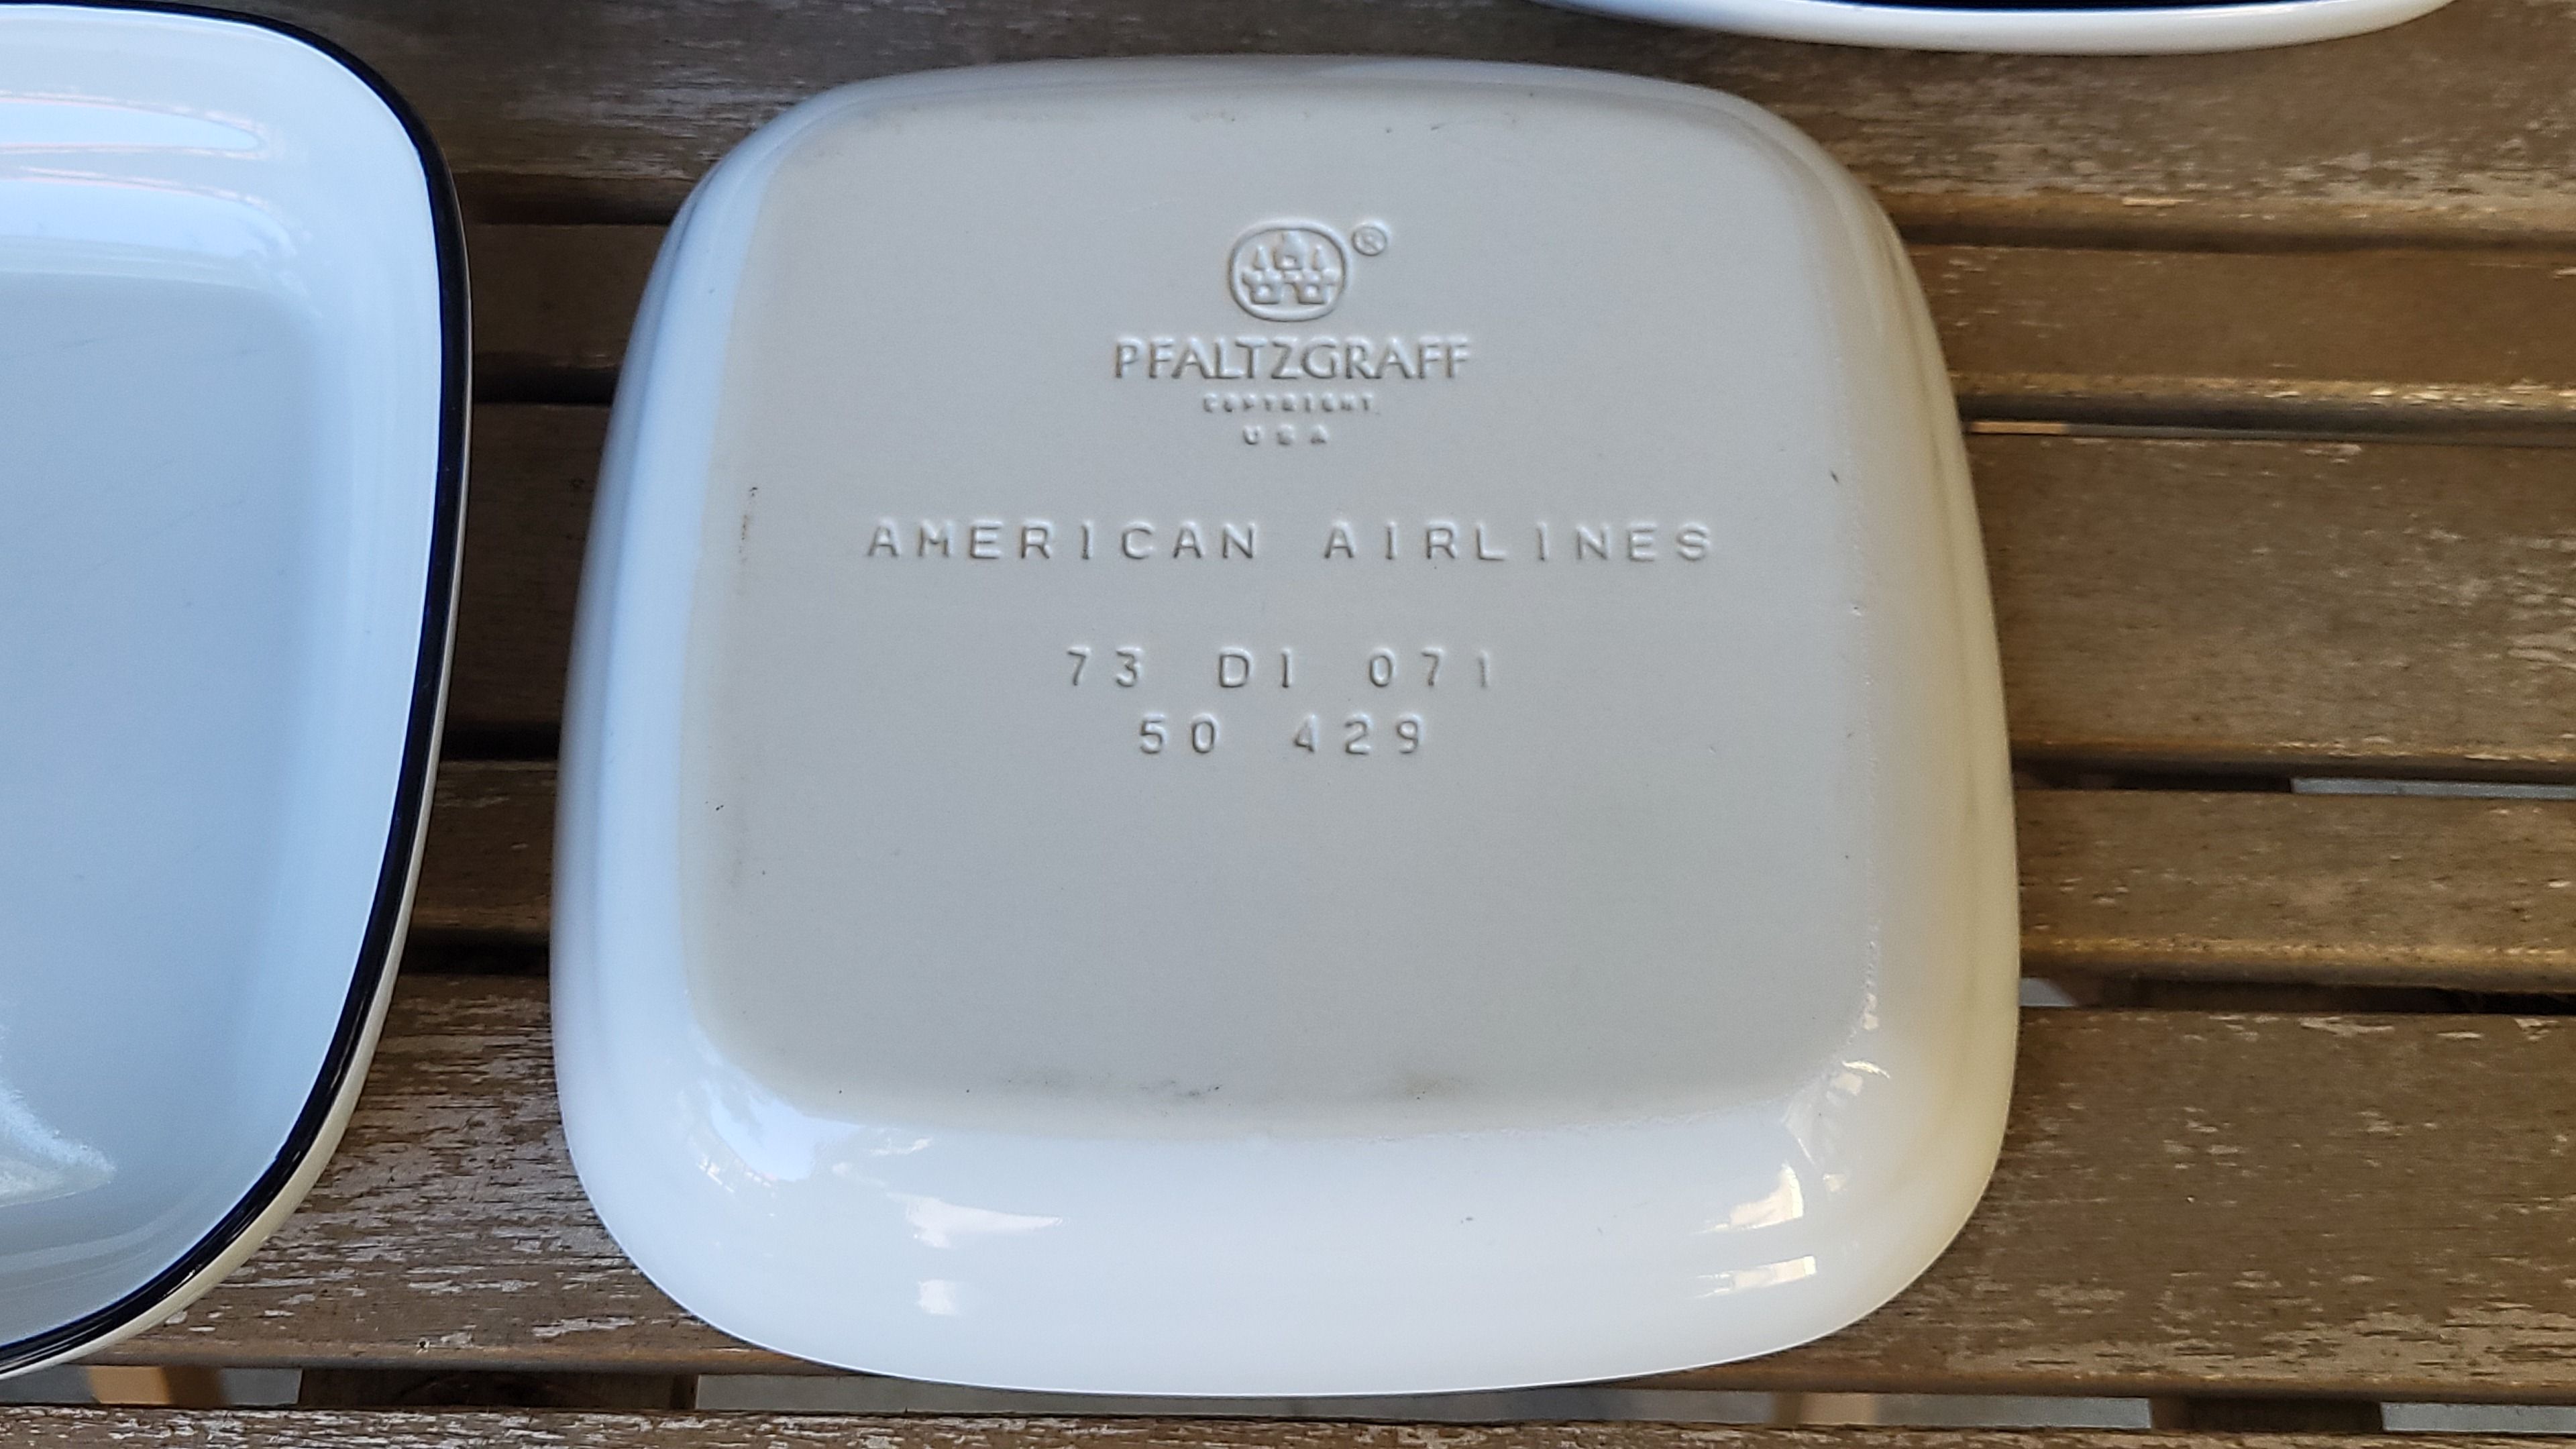 ®
PFALTZGRAFF
COPYRIGHT
USA
AMERICAN AIRLINES
73 DI 071
50 429